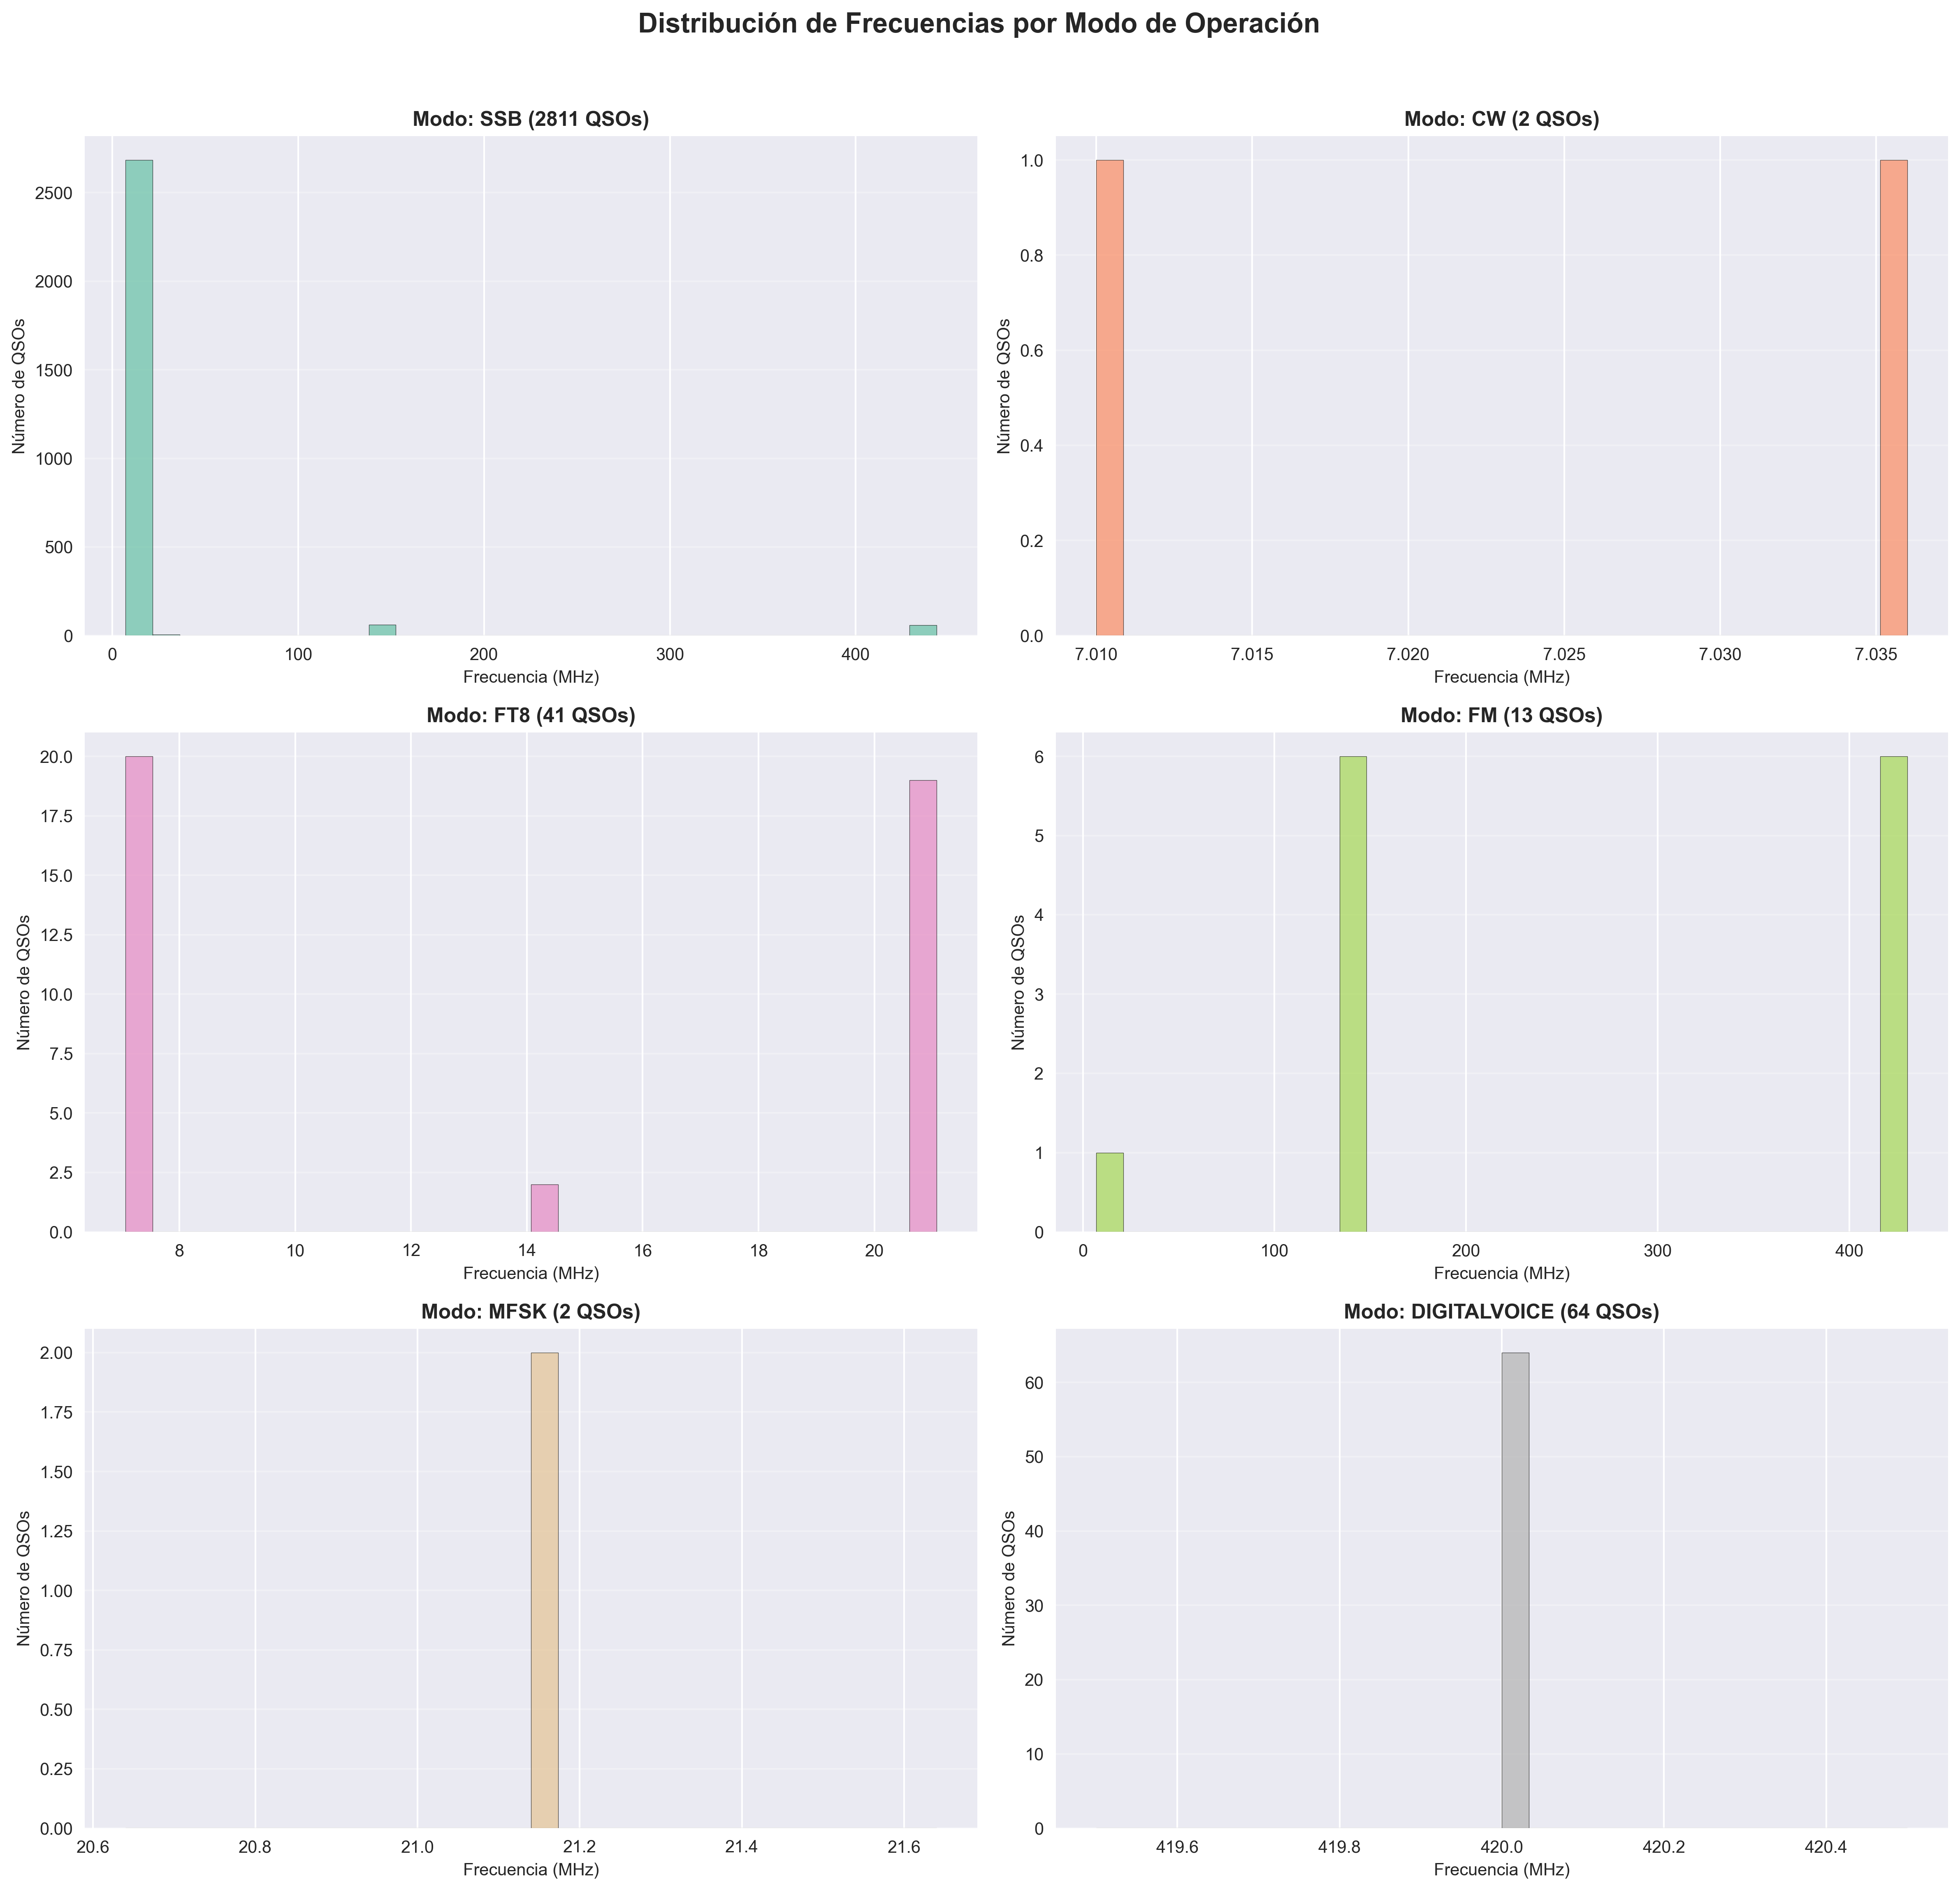 Distribución de Frecuencias por Modo de Operación
Modo: SSB (2811 QSOs)
Número de QSOs
2500
2000
1500
1000
500
0
0 100 200 300 400
Frecuencia (MHz)
Modo: CW (2 QSOs)
Número de QSOs
1.0
0.8
0.6
0.4
0.2
0.0
7.010 7.015 7.020 7.025 7.030 7.035
Frecuencia (MHz)
Modo: FT8 (41 QSOs)
Número de QSOs
20.0
17.5
15.0
12.5
10.0
7.5
5.0
2.5
0.0
8 10 12 14 16 18 20
Frecuencia (MHz)
Modo: FM (13 QSOs)
Número de QSOs
6
5
4
3
2
1
0
0 100 200 300 400
Frecuencia (MHz)
Modo: MFSK (2 QSOs)
Número de QSOs
2.00
1.75
1.50
1.25
1.00
0.75
0.50
0.25
0.00
20.6 20.8 21.0 21.2 21.4 21.6
Frecuencia (MHz)
Modo: DIGITALVOICE (64 QSOs)
Número de QSOs
60
50
40
30
20
10
0
419.6 419.8 420.0 420.2 420.4
Frecuencia (MHz)